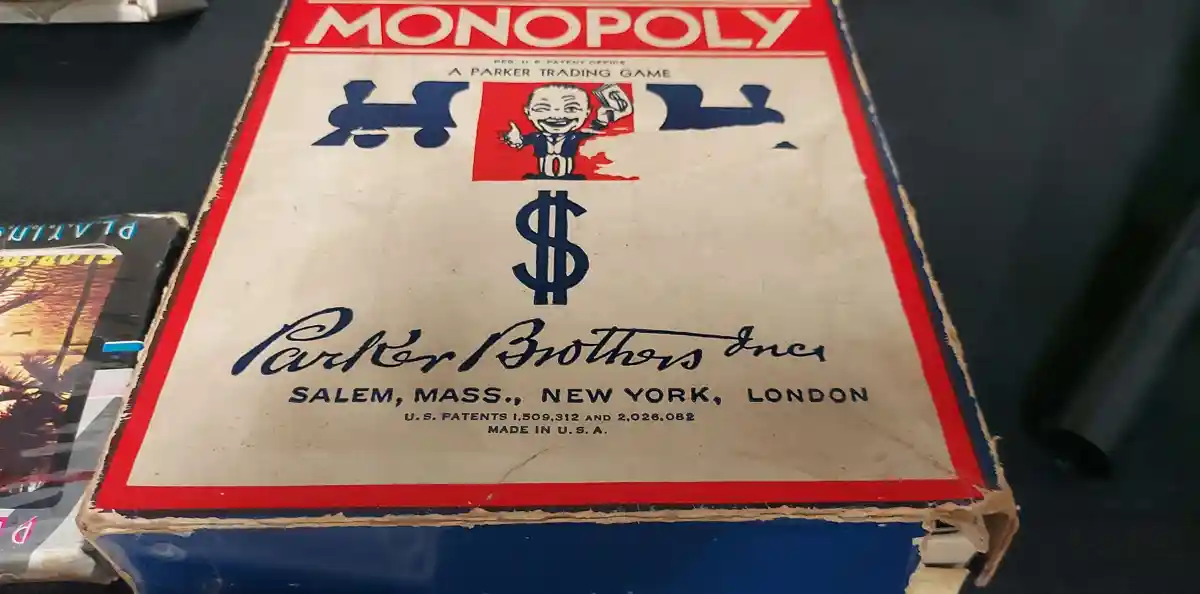 MONOPOLY
REG. U. S. PATENT OFFICE
A PARKER TRADING GAME
$
$
Parker Brothers Inc.
SALEM, MASS., NEW YORK, LONDON
U.S. PATENTS 1,509,312 AND 2,026,082
MADE IN U.S.A.
PLAYING